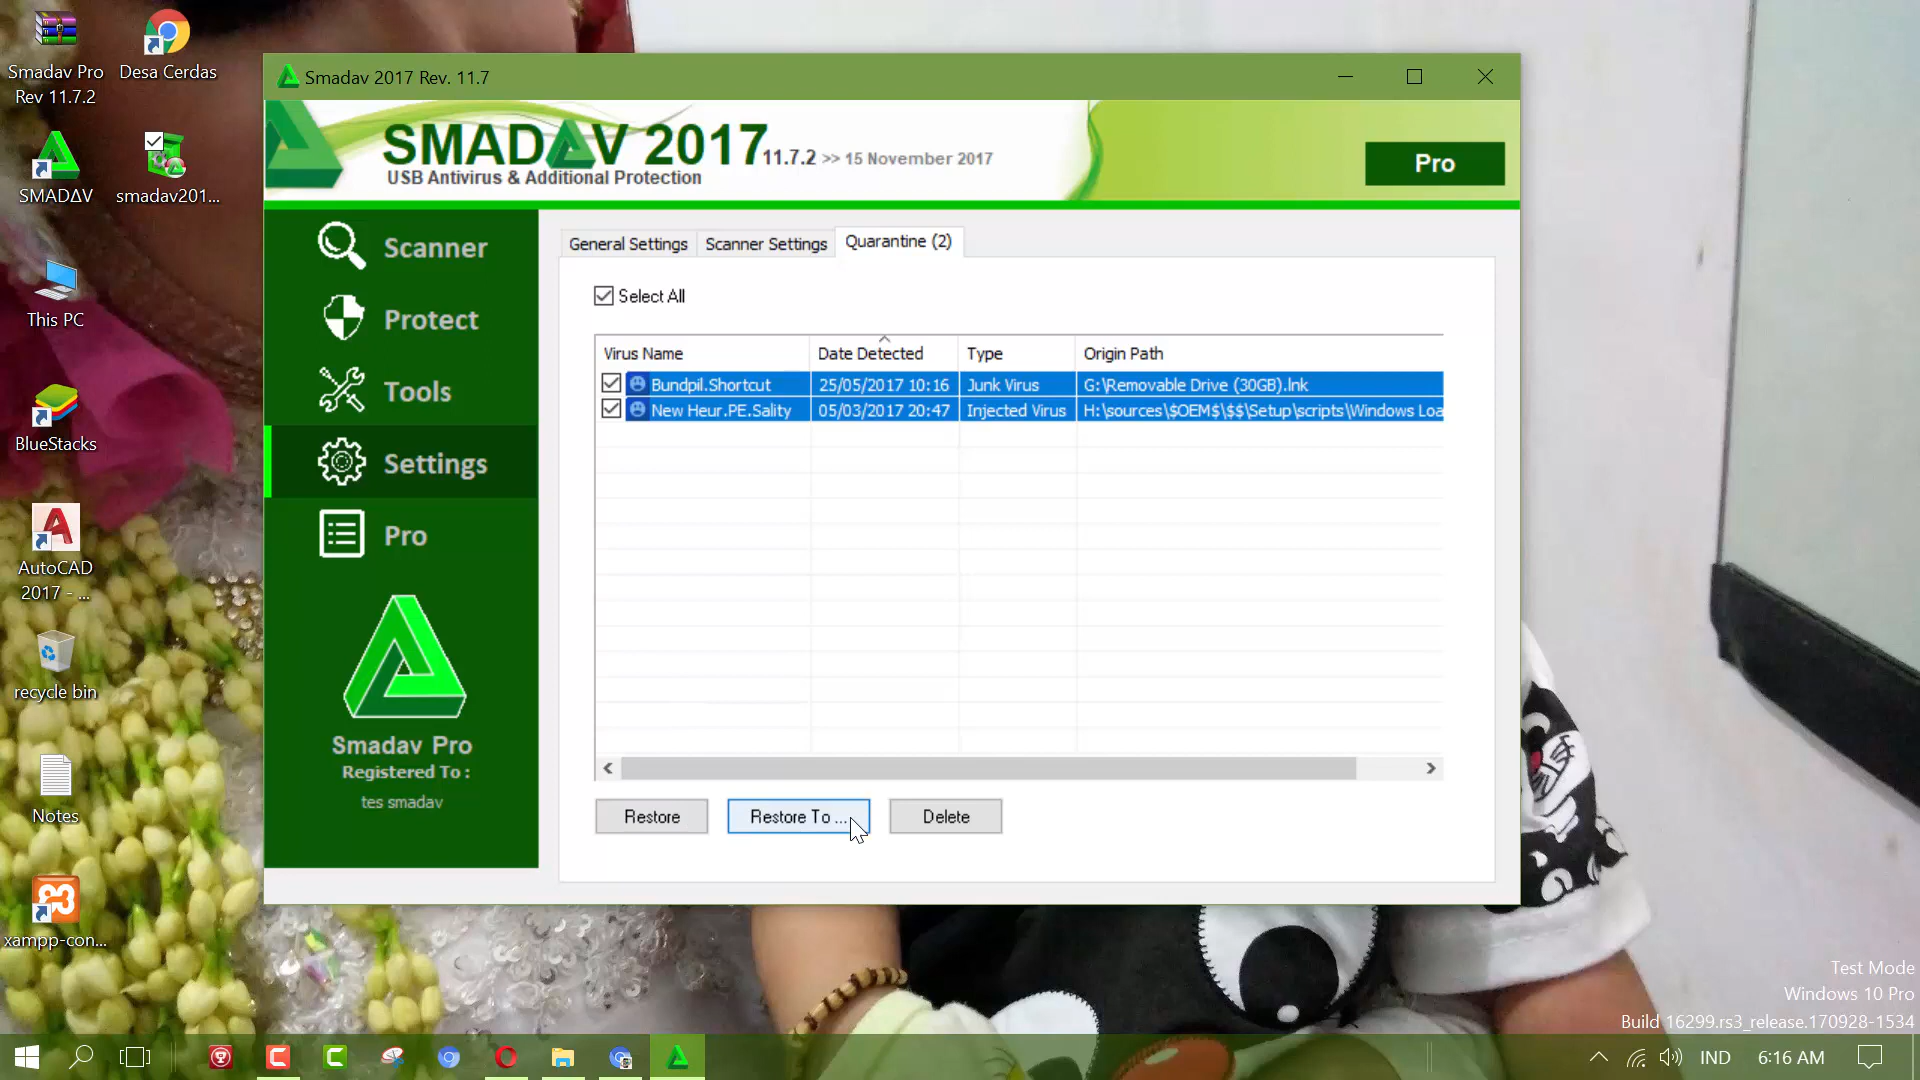 Smadav Pro
Rev 11.7.2
Desa Cerdas
SMADΔV
smadav201...
This PC
BlueStacks
AutoCAD
2017 - ...
recycle bin
Notes
xampp-con...
Smadav 2017 Rev. 11.7
SMADΔV 2017 11.7.2 >> 15 November 2017
USB Antivirus & Additional Protection
Pro
Scanner
Protect
Tools
Settings
Pro
Smadav Pro
Registered To :
tes smadav
General Settings
Scanner Settings
Quarantine (2)
Select All
Virus Name
Date Detected
Type
Origin Path
Bundpil.Shortcut
25/05/2017 10:16
Junk Virus
G:\Removable Drive (30GB).lnk
New Heur.PE.Sality
05/03/2017 20:47
Injected Virus
H:\sources\$OEM$\$$\Setup\scripts\Windows Loa
Restore
Restore To ...
Delete
Test Mode
Windows 10 Pro
Build 16299.rs3_release.170928-1534
IND
6:16 AM